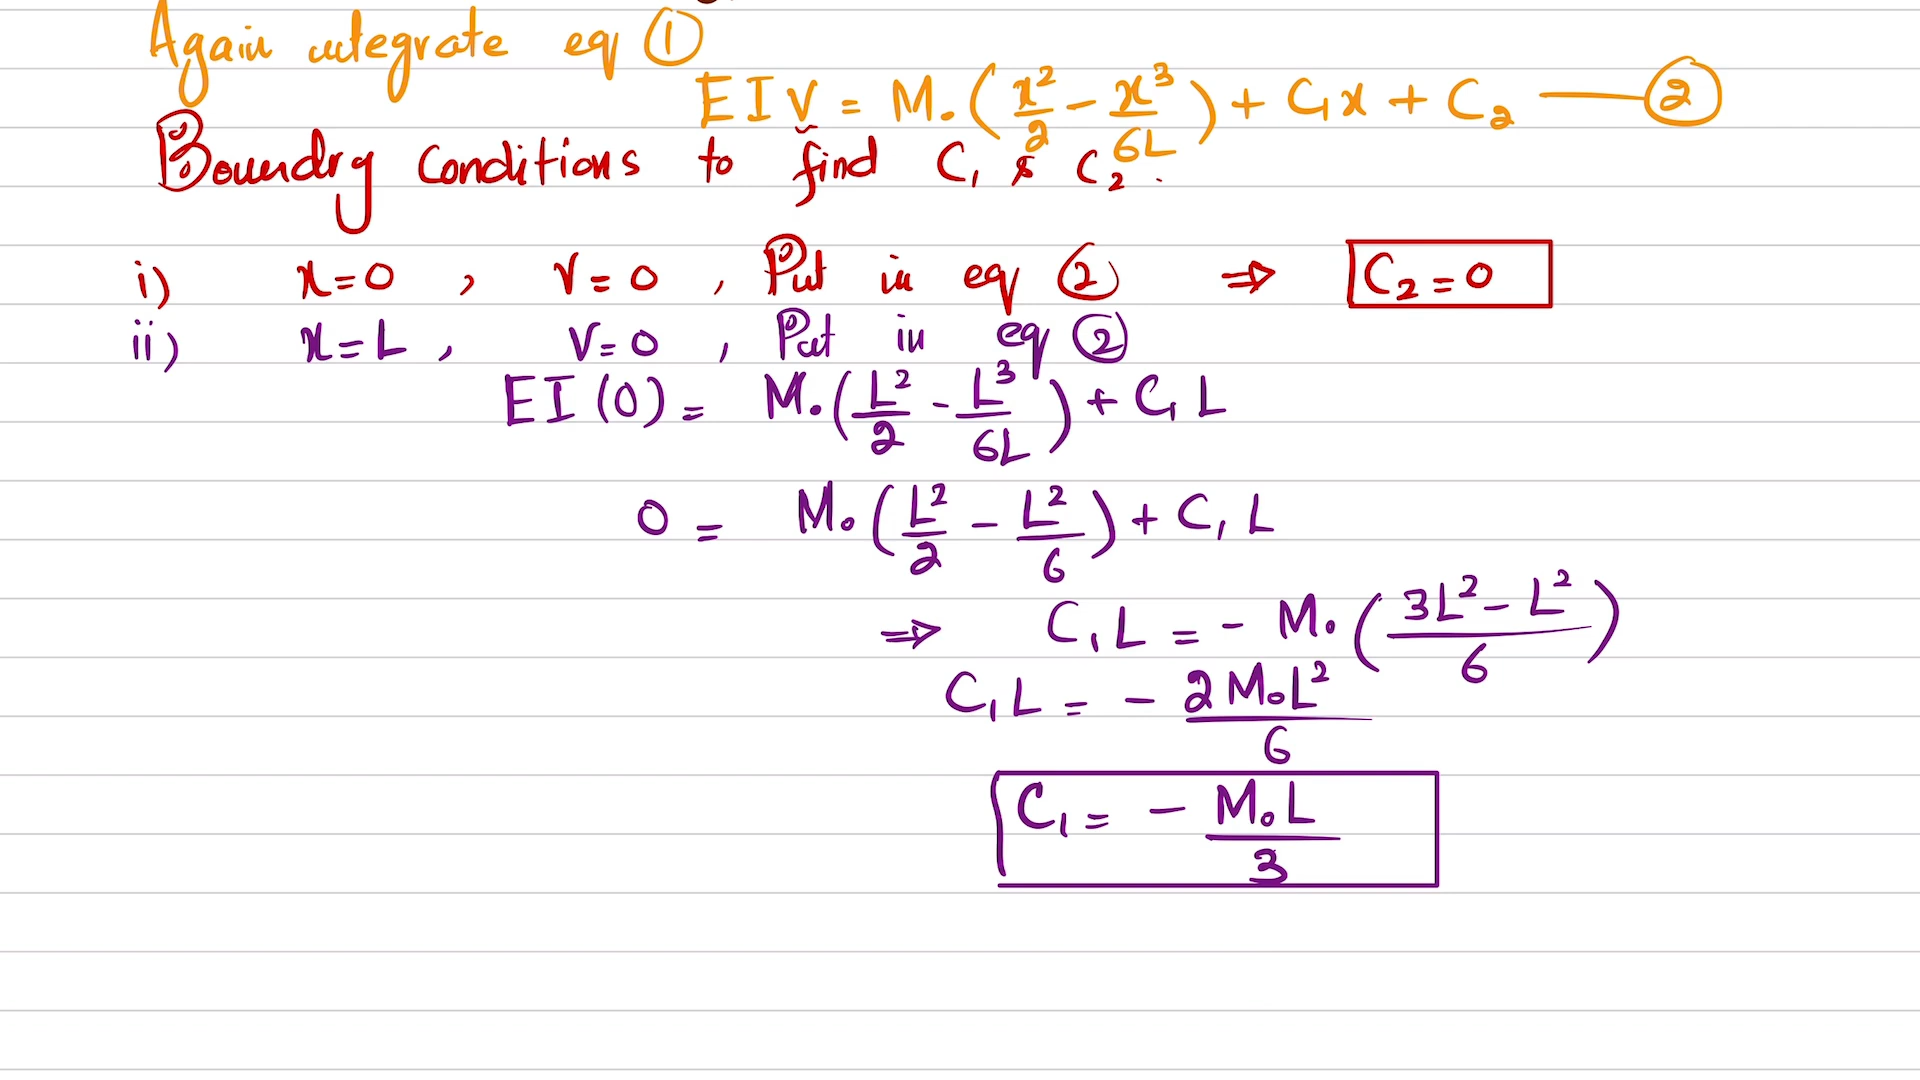 Again integrate eq ①
EIV = M₀(x²/2 - x³/6L) + C₁x + C₂ —— ②
Boundry Conditions to find C₁ & C₂.
i) x=0 , V=0 , Put in eq ② ⇒ C₂=0
ii) x=L , V=0 , Put in eq ②
EI(0) = M₀(L²/2 - L³/6L) + C₁L
0 = M₀(L²/2 - L²/6) + C₁L
⇒ C₁L = - M₀(3L² - L²/6)
C₁L = - 2M₀L²/6
C₁ = - M₀L/3